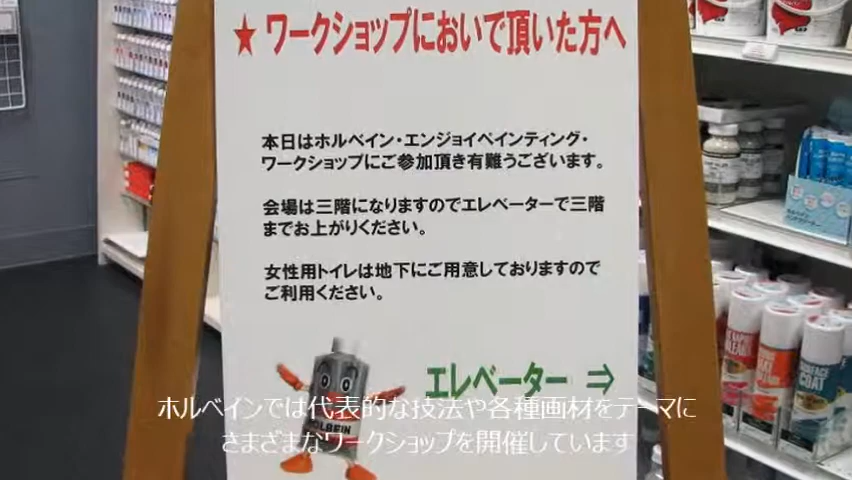 ★ワークショップにおいで頂いた方へ
本日はホルベイン・エンジョイペインティング・
ワークショップにご参加頂き有難うございます。
会場は三階になりますのでエレベーターで三階
までお上がりください。
女性用トイレは地下にご用意しておりますので
ご利用ください。
エレベーター ⇒
HOLBEIN
ホルベインでは代表的な技法や各種画材をテーマに
さまざまなワークショップを開催しています
SURFACE
COAT